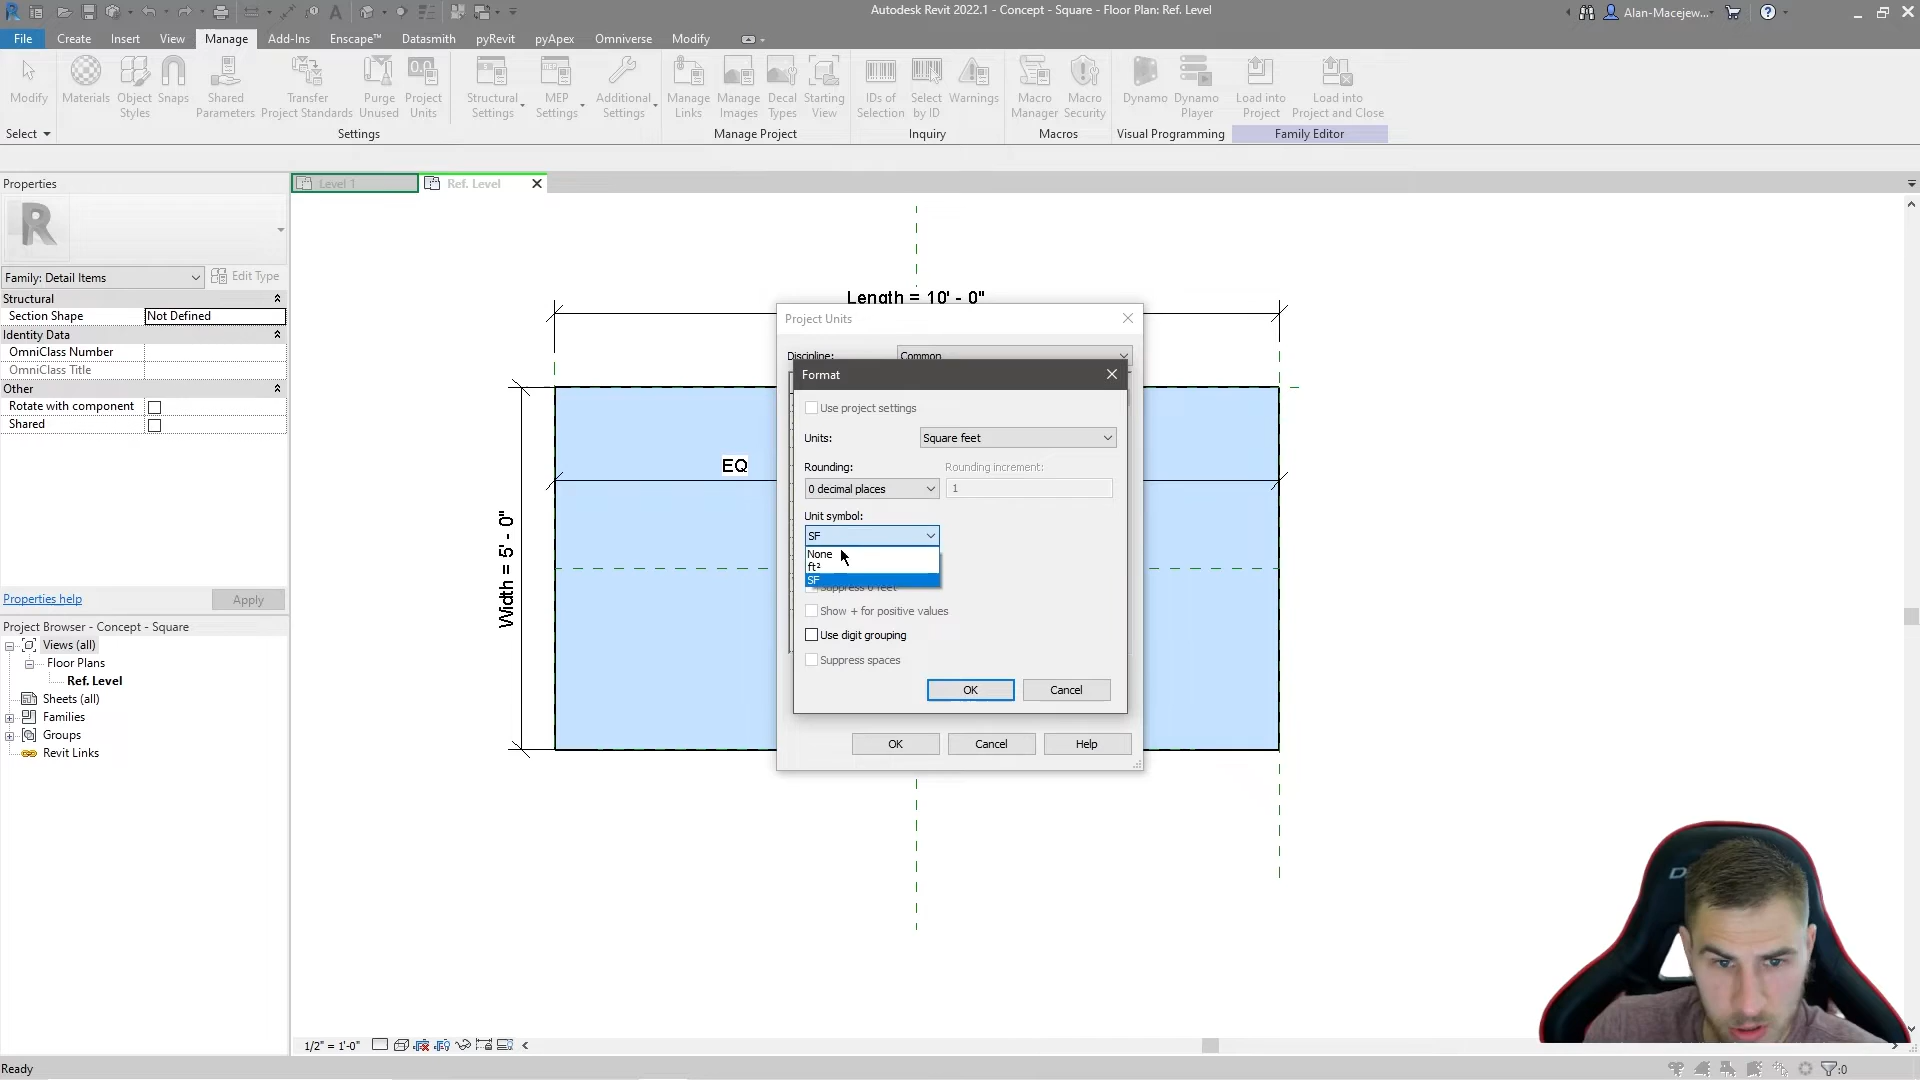 Autodesk Revit 2022.1 - Concept - Square - Floor Plan: Ref. Level
Alan-Macejew...
File Create Insert View Manage Add-Ins Enscape™ Datasmith pyRevit pyApex Omniverse Modify
Modify
Materials
Object Styles
Snaps
Shared Parameters
Transfer Project Standards
Purge Unused
Project Units
Structural Settings
MEP Settings
Additional Settings
Manage Links
Manage Images
Decal Types
Starting View
IDs of Selection
Select by ID
Warnings
Macro Manager
Macro Security
Dynamo
Dynamo Player
Load into Project
Load into Project and Close
Select
Settings
Manage Project
Inquiry
Macros
Visual Programming
Family Editor
Properties
Level 1
Ref. Level
R
Family: Detail Items
Edit Type
Structural
Section Shape Not Defined
Identity Data
OmniClass Number
OmniClass Title
Other
Rotate with component
Shared
Properties help
Apply
Project Browser - Concept - Square
Views (all)
Floor Plans
Ref. Level
Sheets (all)
Families
Groups
Revit Links
Length = 10' - 0"
EQ
Width = 5' - 0"
Project Units
Discipline: Common
Format
Use project settings
Units: Square feet
Rounding: Rounding increment:
0 decimal places 1
Unit symbol:
SF
None
ft²
SF
Suppress 0 feet
Show + for positive values
Use digit grouping
Suppress spaces
OK Cancel
OK Cancel Help
1/2" = 1'-0"
Ready
:0